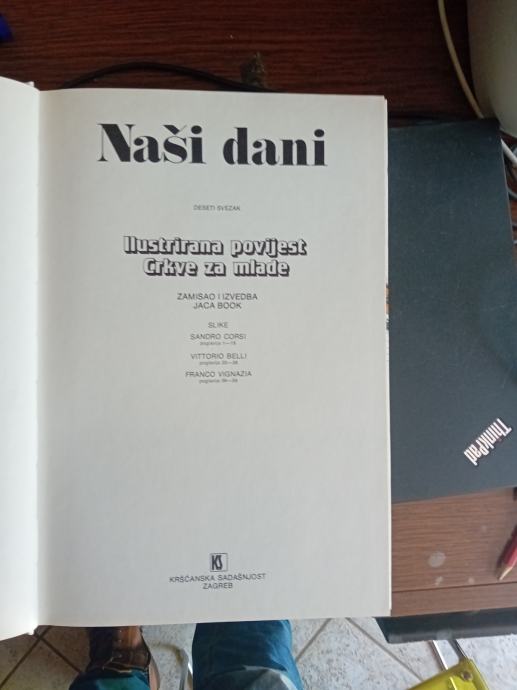 Naši dani
DESETI SVEZAK
Ilustrirana povijest
Crkve za mlade
ZAMISAO I IZVEDBA
JACA BOOK
SLIKE
SANDRO CORSI
VITTORIO BELLI
FRANCO VIGNAZIA
KS
KRŠĆANSKA SADAŠNJOST
ZAGREB
ThinkPad